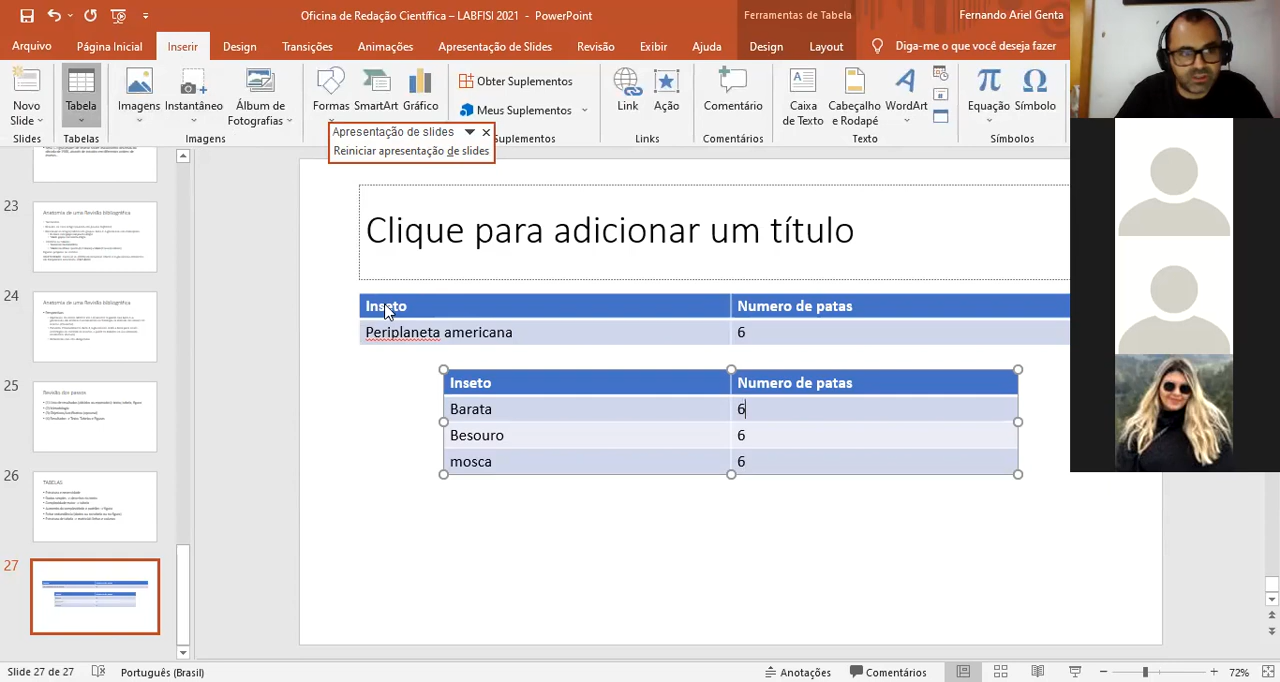 Oficina de Redação Científica – LABFISI 2021 - PowerPoint
Ferramentas de Tabela
Fernando Ariel Genta
Arquivo
Página Inicial
Inserir
Design
Transições
Animações
Apresentação de Slides
Revisão
Exibir
Ajuda
Design
Layout
Diga-me o que você deseja fazer
Novo Slide
Tabela
Imagens
Instantâneo
Álbum de Fotografias
Formas
SmartArt
Gráfico
Obter Suplementos
Meus Suplementos
Link
Ação
Comentário
Caixa de Texto
Cabeçalho e Rodapé
WordArt
Equação
Símbolo
Slides
Tabelas
Imagens
Suplementos
Links
Comentários
Texto
Símbolos
Apresentação de slides
Reiniciar apresentação de slides
23
Anatomia de uma Revisão bibliográfica
24
Anatomia de uma Revisão bibliográfica
25
Revisão dos passos
26
TABELAS
27
Clique para adicionar um título
Inseto
Numero de patas
Periplaneta americana
6
Inseto
Numero de patas
Barata
6
Besouro
6
mosca
6
Slide 27 de 27
Português (Brasil)
Anotações
Comentários
72%